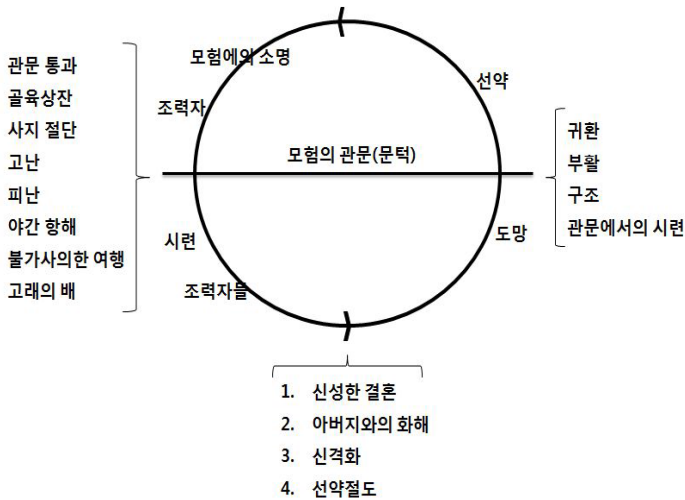 모험에의 소명
조력자
선약
관문 통과
골육상잔
사지 절단
고난
피난
야간 항해
불가사의한 여행
고래의 배
모험의 관문(문턱)
귀환
부활
구조
관문에서의 시련
시련
조력자들
도망
1. 신성한 결혼
2. 아버지와의 화해
3. 신격화
4. 선약절도